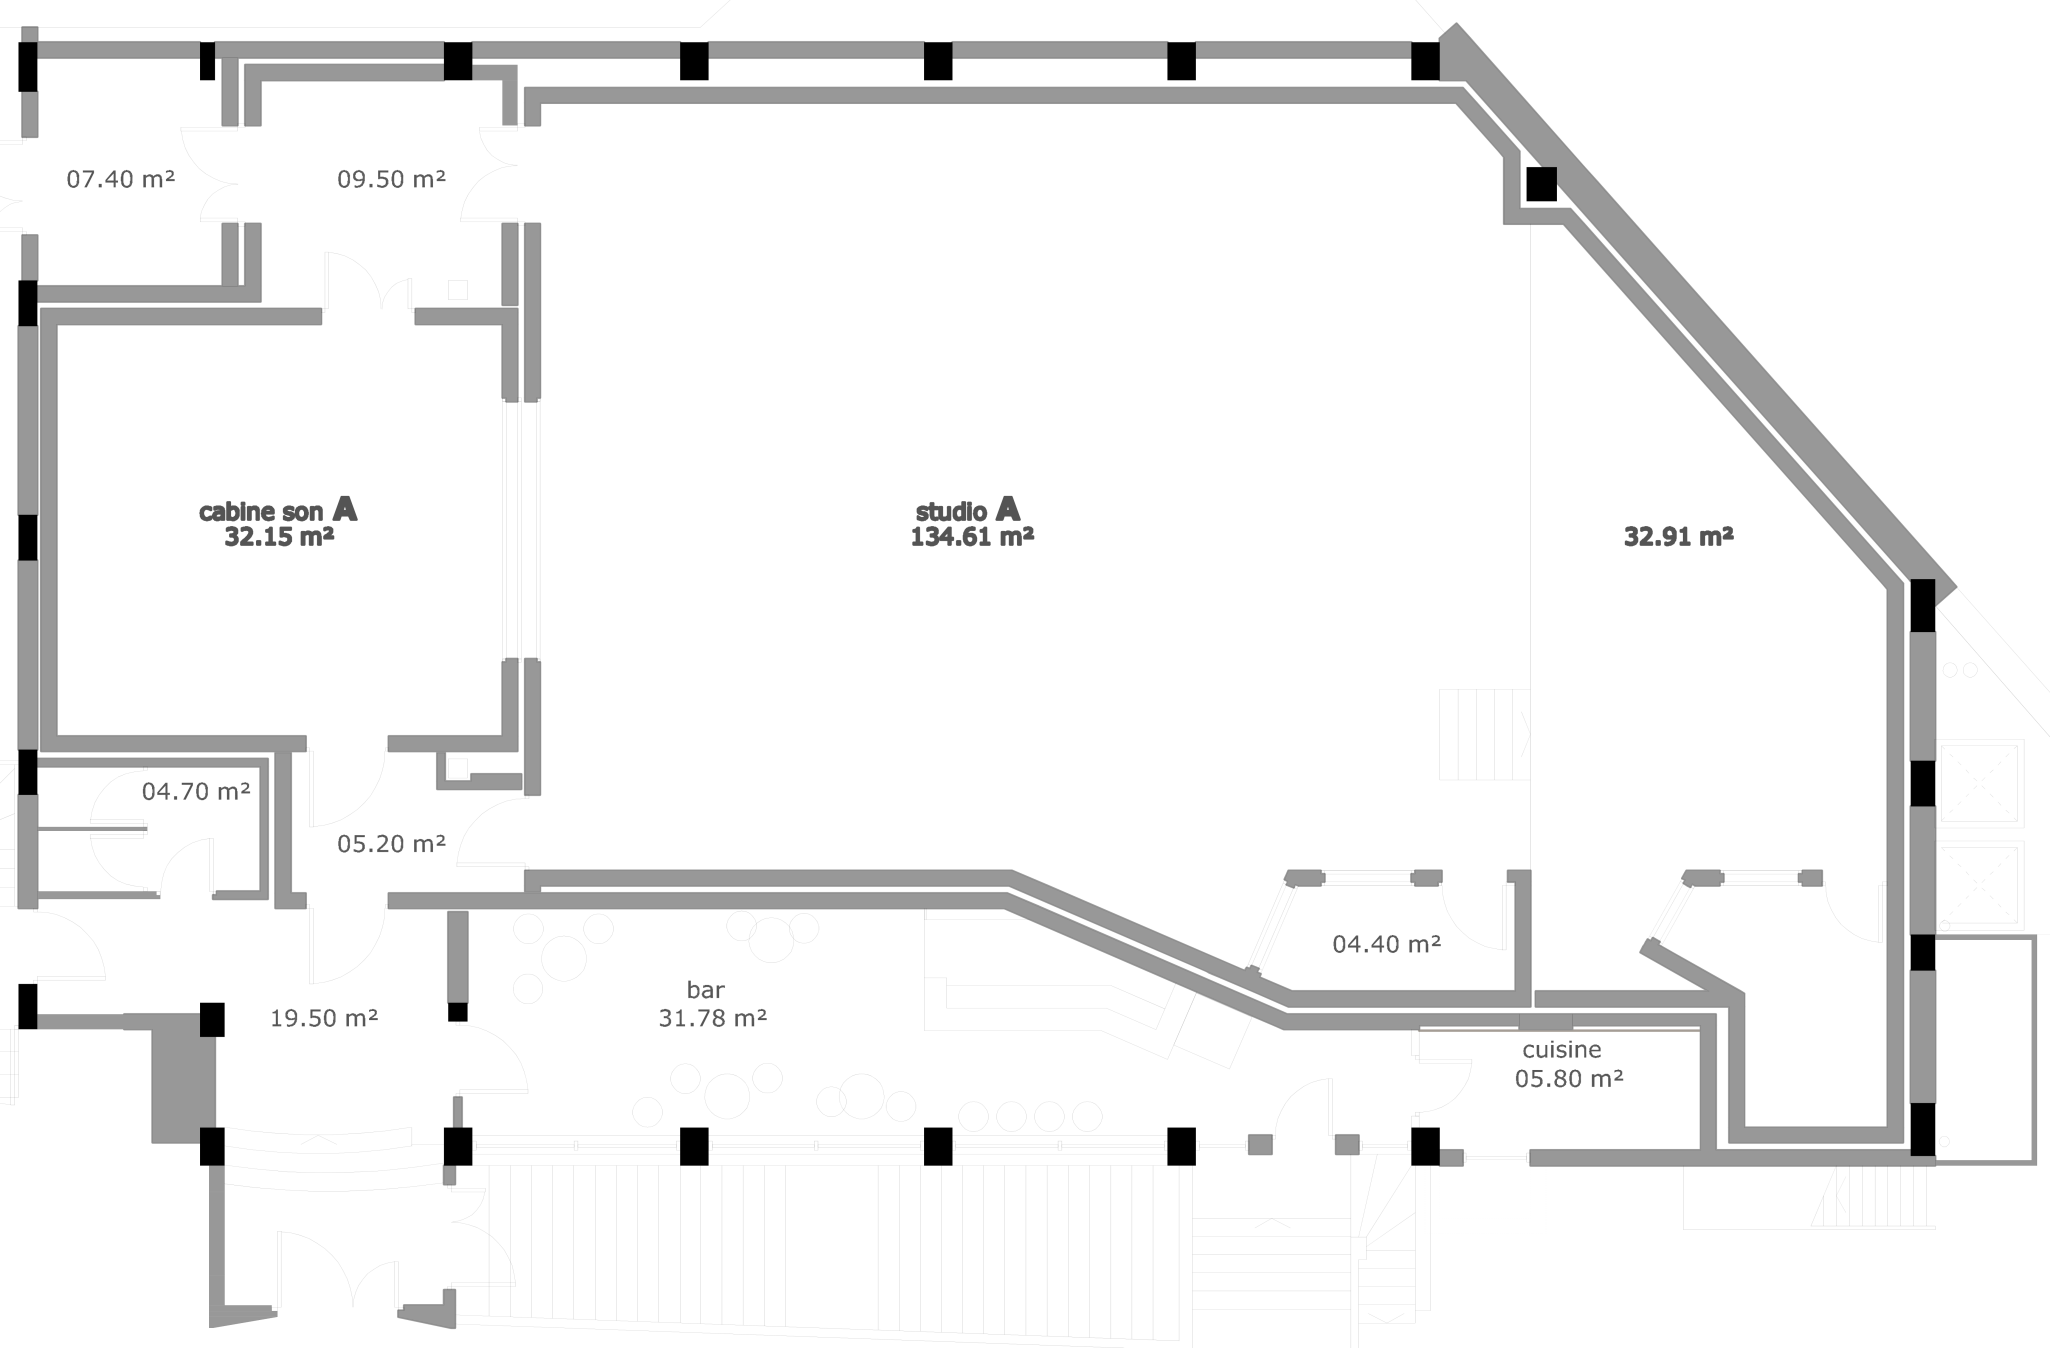 07.40 m²
09.50 m²
cabine son A
32.15 m²
studio A
134.61 m²
32.91 m²
04.70 m²
05.20 m²
04.40 m²
bar
31.78 m²
19.50 m²
cuisine
05.80 m²